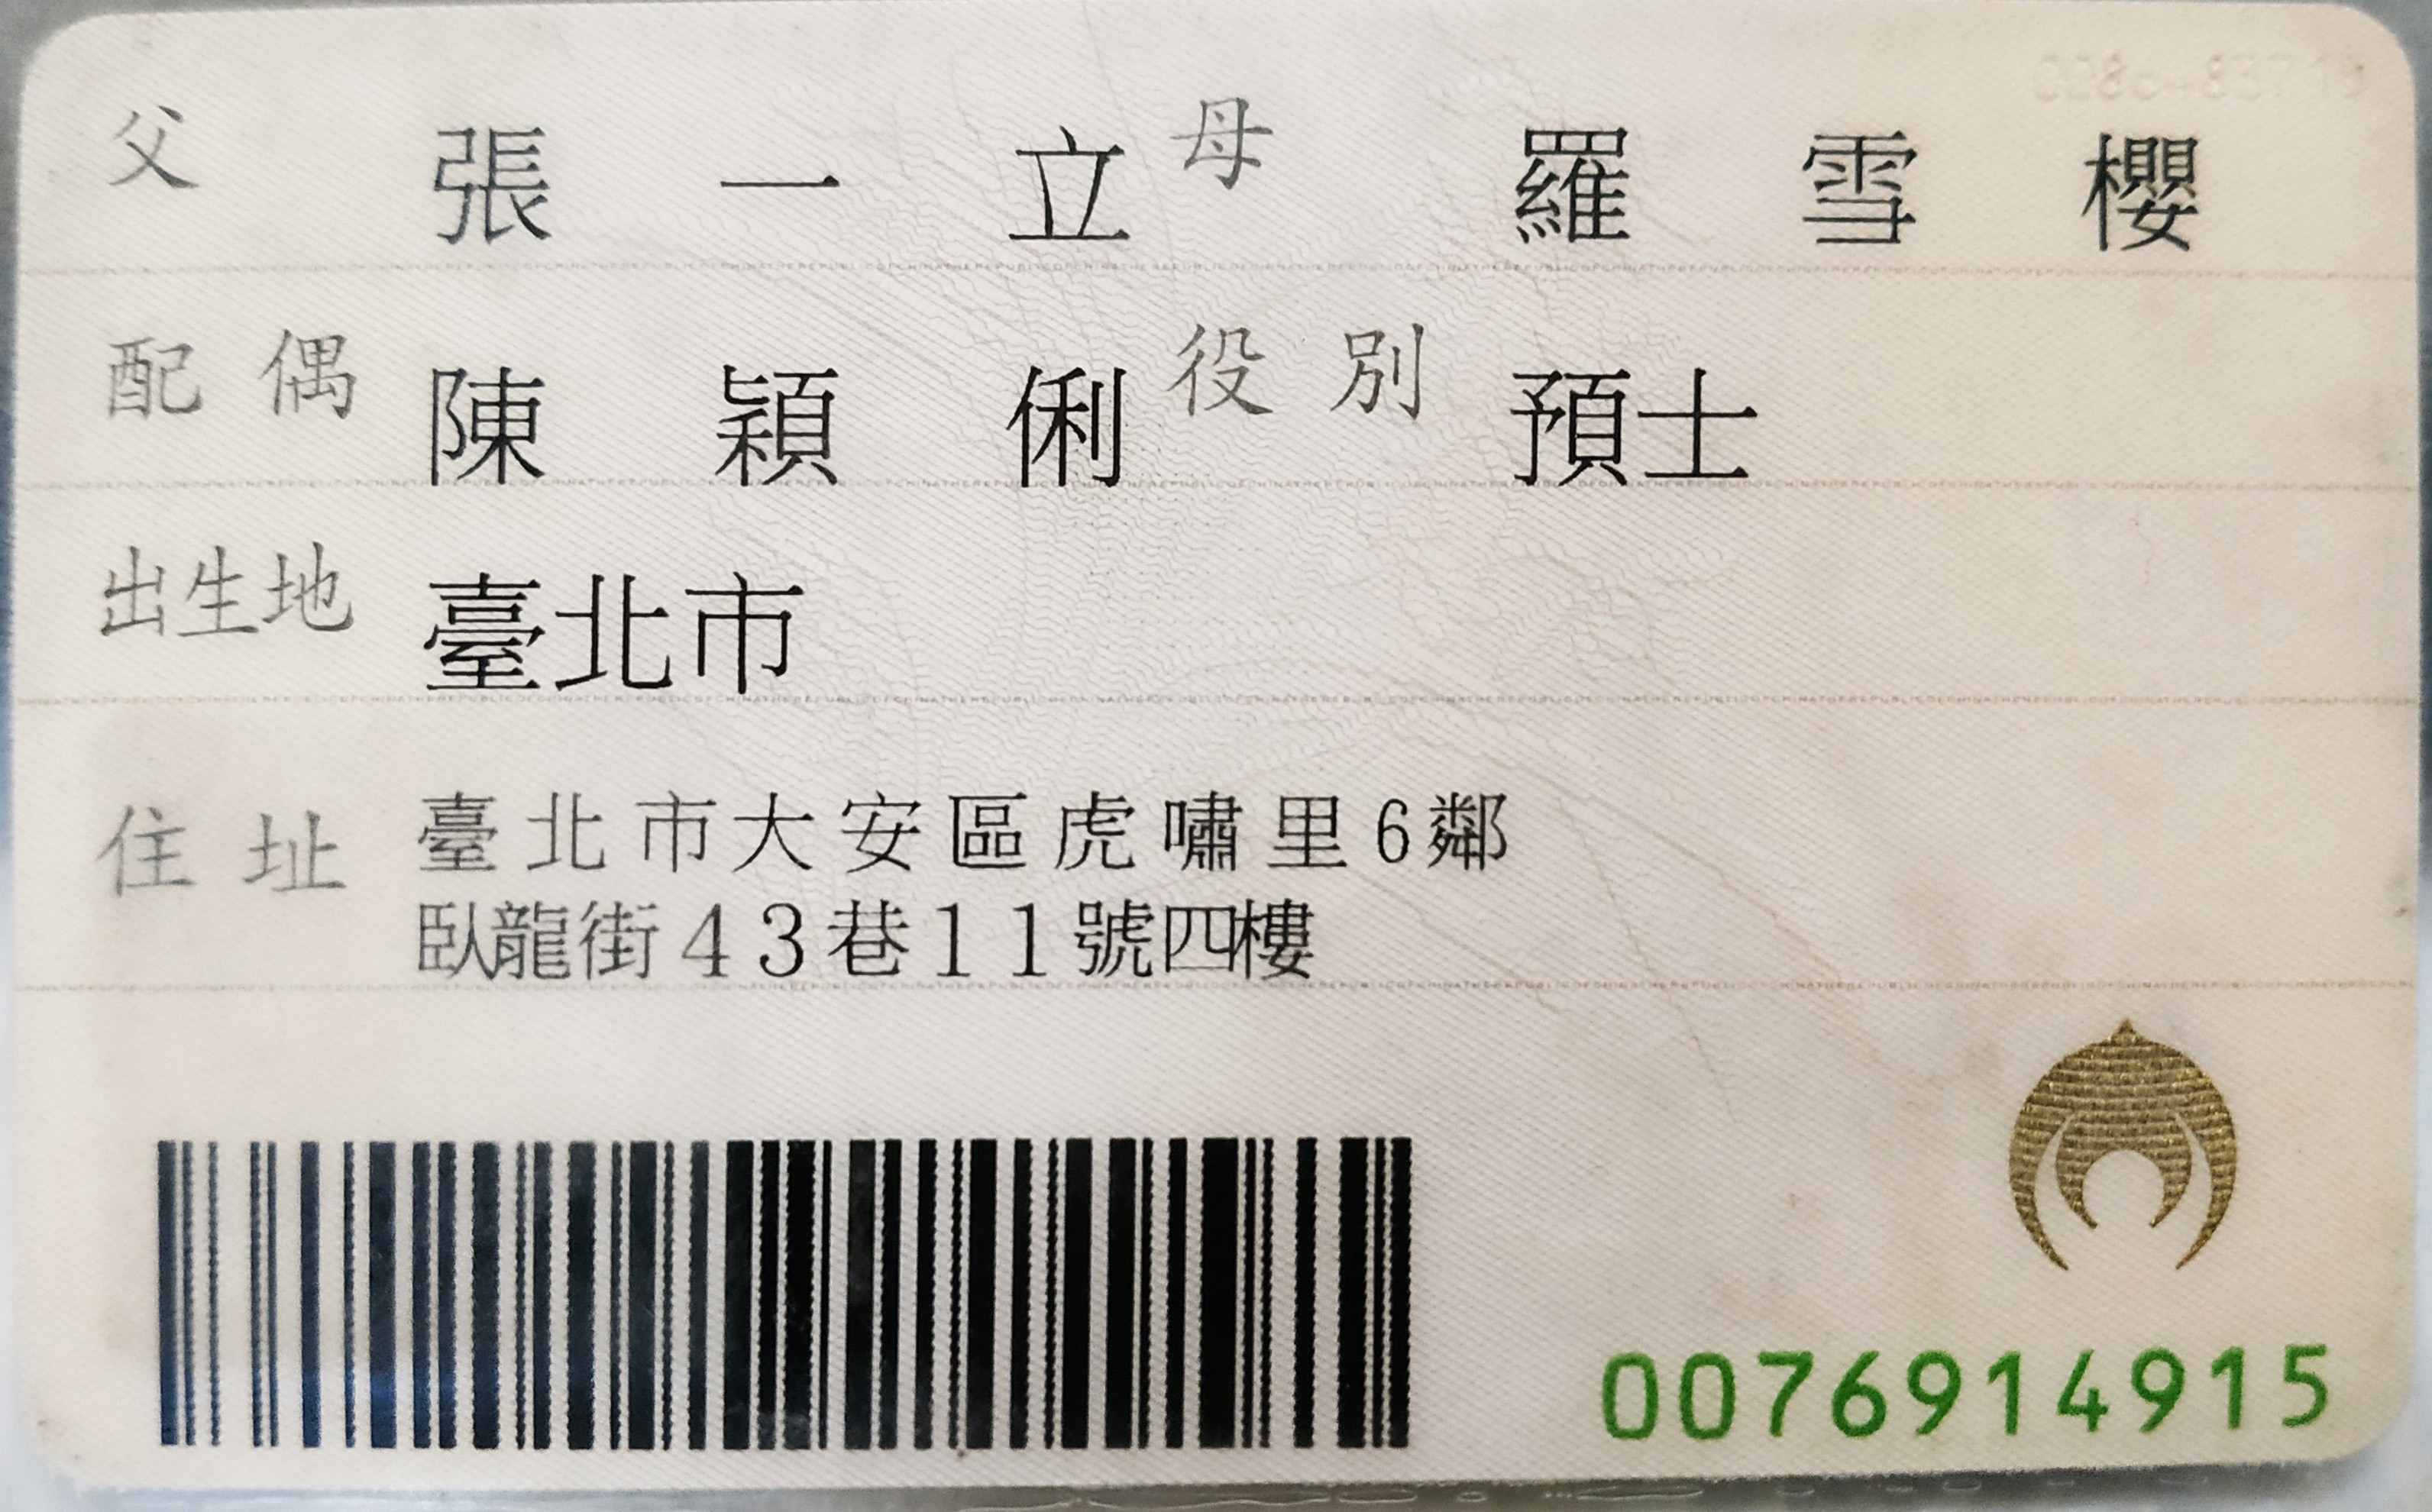 父 張一立 母 羅雪櫻
配偶 陳穎俐 役別 預士
出生地 臺北市
住址 臺北市大安區虎嘯里6鄰
臥龍街43巷11號四樓
0076914915